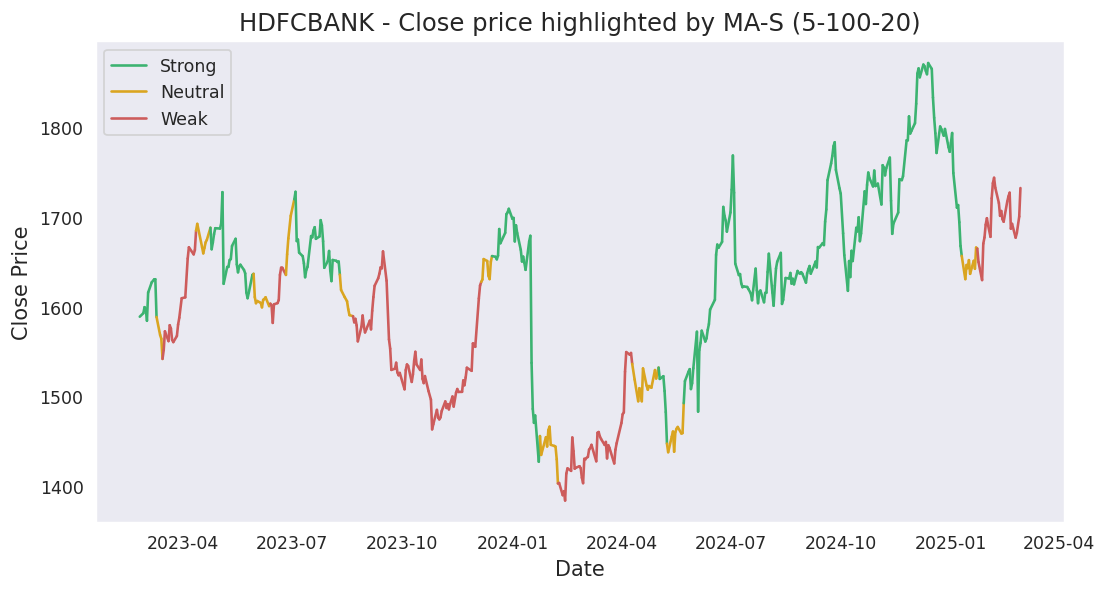 HDFCBANK - Close price highlighted by MA-S (5-100-20)
Strong
Neutral
Weak
Close Price
1800
1700
1600
1500
1400
2023-04 2023-07 2023-10 2024-01 2024-04 2024-07 2024-10 2025-01 2025-04
Date